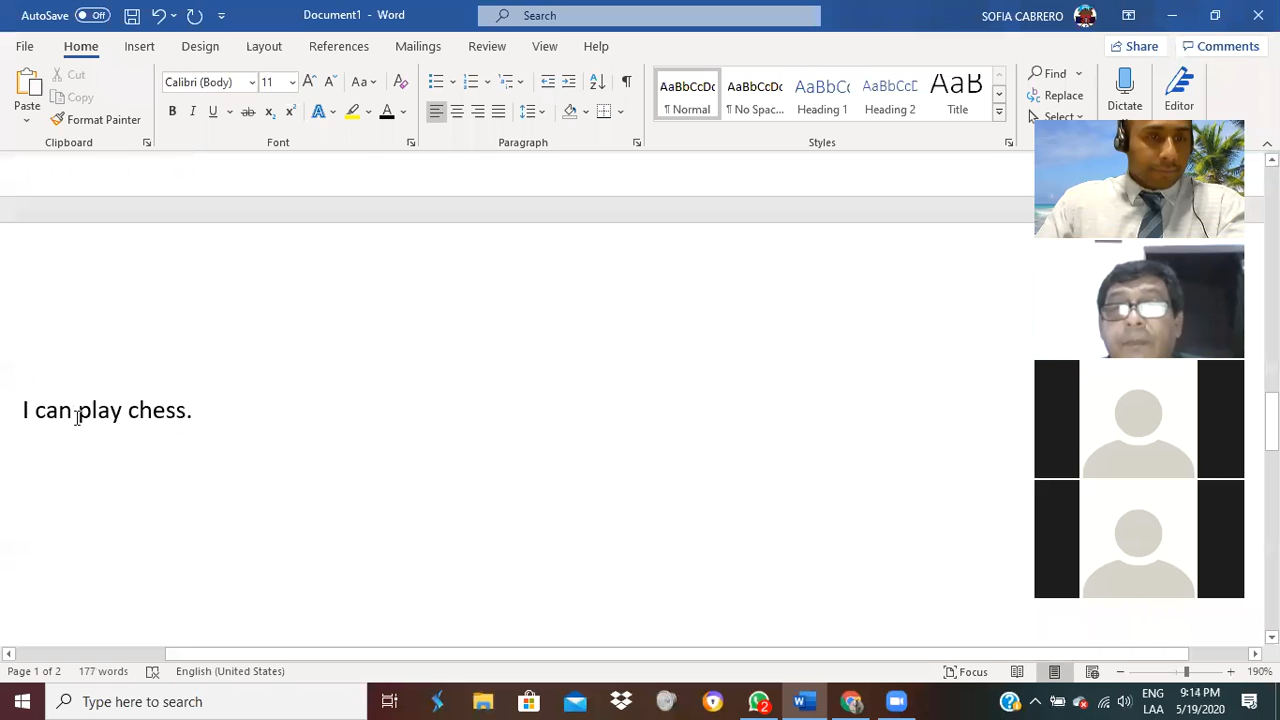 AutoSave Off Document1 - Word Search SOFIA CABRERO
File Home Insert Design Layout References Mailings Review View Help Share Comments
Paste
Cut
Copy
Format Painter
Clipboard
Calibri (Body) 11
Font
Paragraph
AaBbCcDc AaBbCcDc AaBbCc AaBbCcD AaB
¶ Normal ¶ No Spac... Heading 1 Heading 2 Title
Styles
Find
Replace
Select
Dictate
Editor
I can play chess.
Page 1 of 2 177 words English (United States) Focus 190%
Type here to search
2
ENG
LAA
9:14 PM
5/19/2020